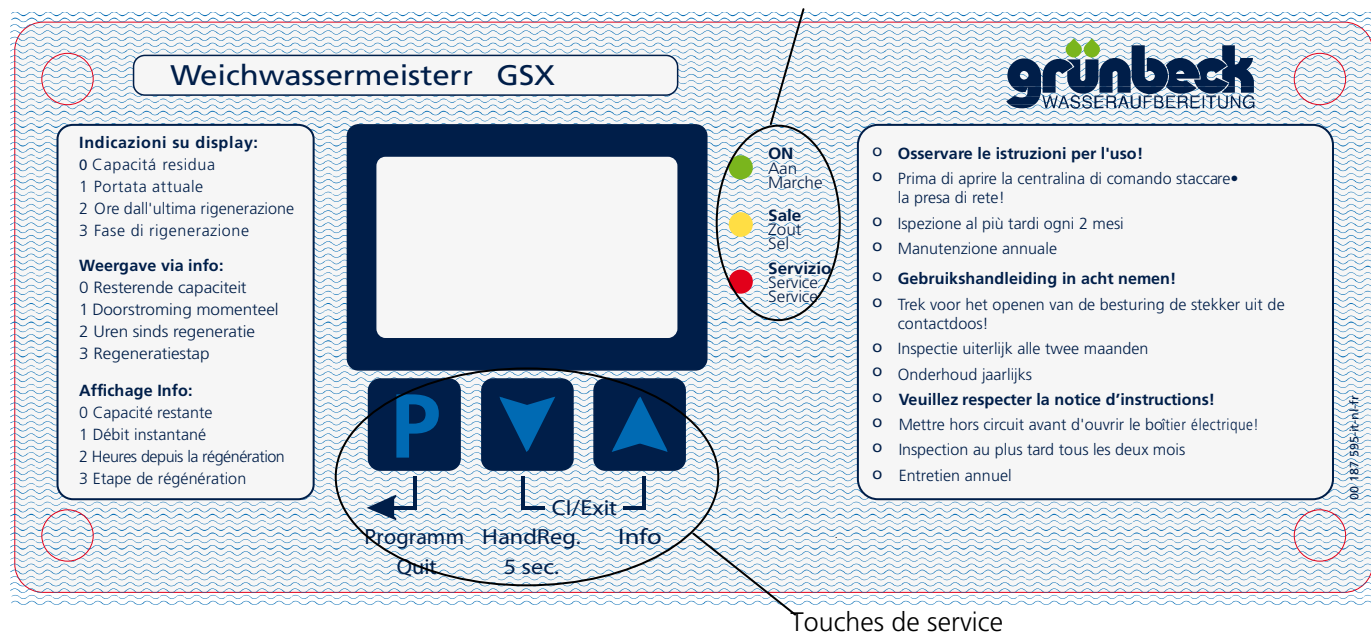 Weichwassermeisterr GSX
grünbeck
WASSERAUFBEREITUNG
Indicazioni su display:
0 Capacitá residua
1 Portata attuale
2 Ore dall'ultima rigenerazione
3 Fase di rigenerazione
Weergave via info:
0 Resterende capaciteit
1 Doorstroming momenteel
2 Uren sinds regeneratie
3 Regeneratiestap
Affichage Info:
0 Capacité restante
1 Débit instantané
2 Heures depuis la régénération
3 Etape de régénération
ON
Aan
Marche
Sale
Zout
Sel
Servizio
Service
Service
P
CI/Exit
Programm HandReg. Info
Quit 5 sec.
o Osservare le istruzioni per l'uso!
o Prima di aprire la centralina di comando staccare•
la presa di rete!
o Ispezione al più tardi ogni 2 mesi
o Manutenzione annuale
o Gebruikshandleiding in acht nemen!
o Trek voor het openen van de besturing de stekker uit de
contactdoos!
o Inspectie uiterlijk alle twee maanden
o Onderhoud jaarlijks
o Veuillez respecter la notice d’instructions!
o Mettre hors circuit avant d'ouvrir le boîtier électrique!
o Inspection au plus tard tous les deux mois
o Entretien annuel
00 187 595-it-nl-fr
Touches de service